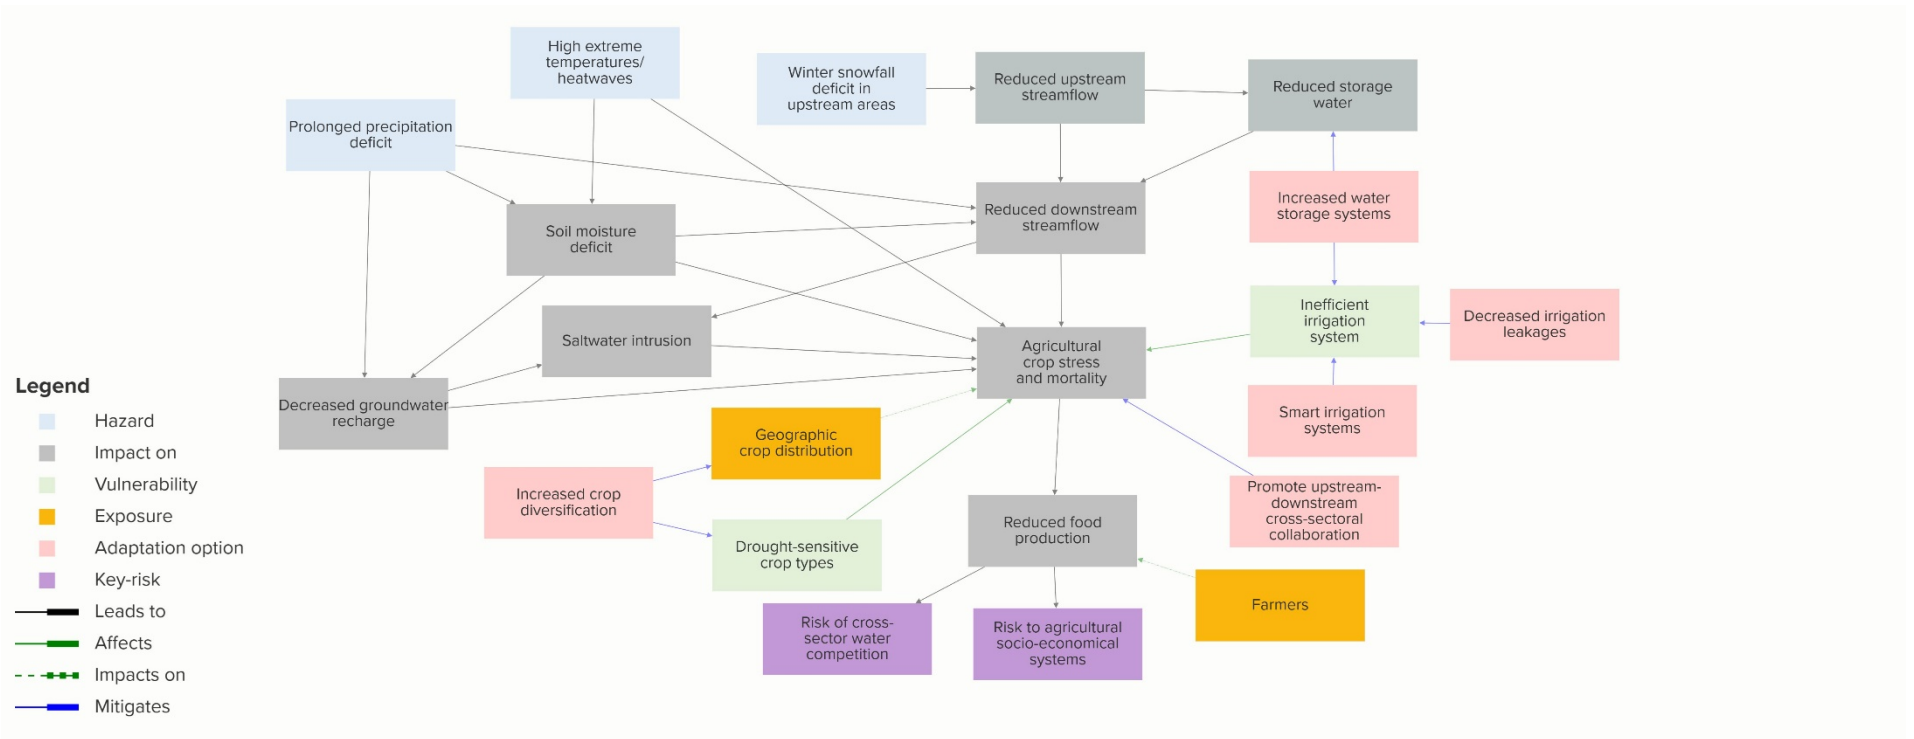 High extreme
temperatures/
heatwaves
Winter snowfall
deficit in
upstream areas
Reduced upstream
streamflow
Reduced storage
water
Prolonged precipitation
deficit
Increased water
storage systems
Soil moisture
deficit
Reduced downstream
streamflow
Saltwater intrusion
Inefficient
irrigation
system
Decreased irrigation
leakages
Agricultural
crop stress
and mortality
Decreased groundwater
recharge
Smart irrigation
systems
Geographic
crop distribution
Increased crop
diversification
Promote upstream-
downstream
cross-sectoral
collaboration
Reduced food
production
Drought-sensitive
crop types
Farmers
Risk of cross-
sector water
competition
Risk to agricultural
socio-economical
systems
Legend
Hazard
Impact on
Vulnerability
Exposure
Adaptation option
Key-risk
Leads to
Affects
Impacts on
Mitigates